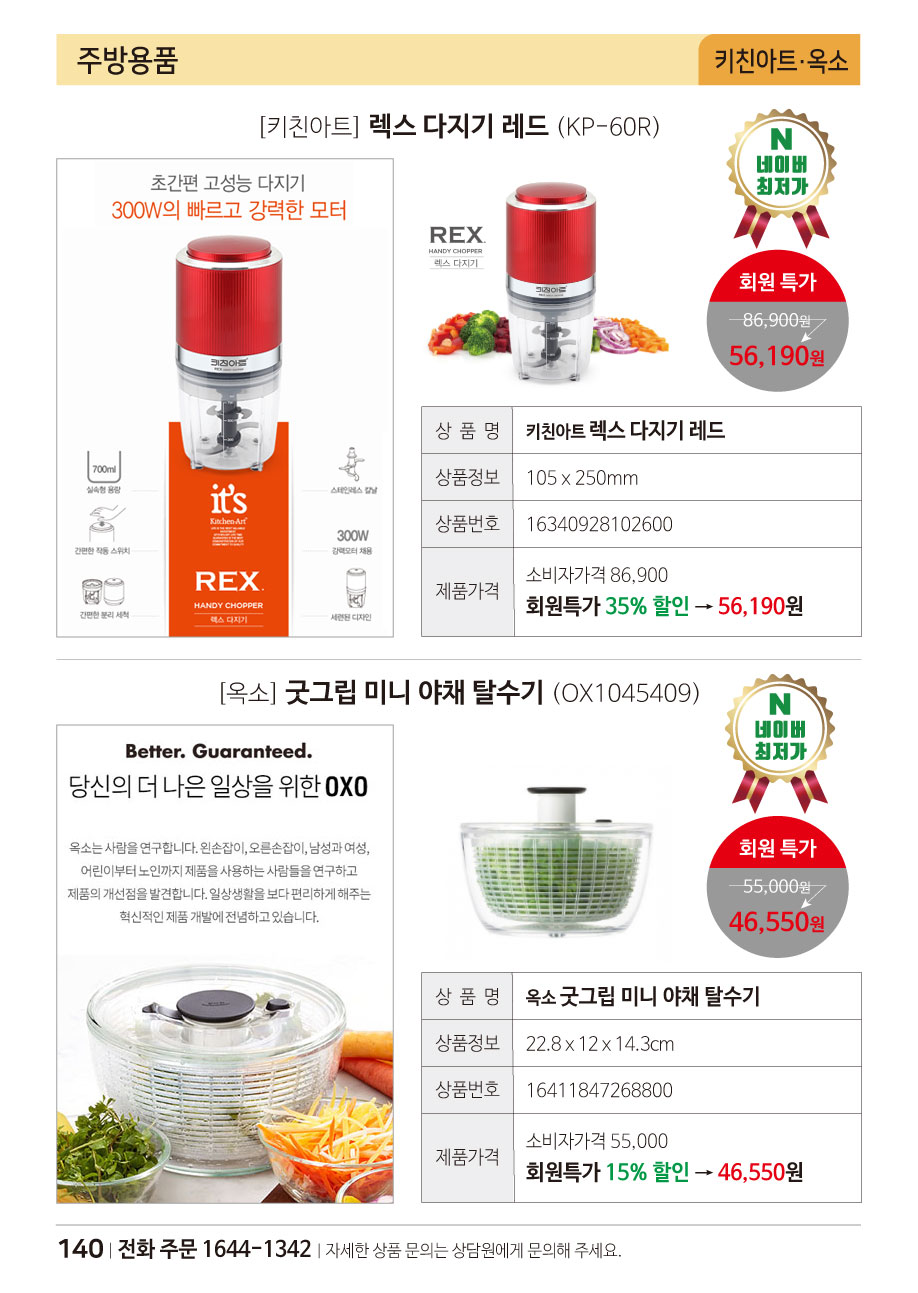 주방용품
키친아트·옥소
[키친아트] 렉스 다지기 레드 (KP-60R)
N
네이버
최저가
초간편 고성능 다지기
300W의 빠르고 강력한 모터
키친아트
700ml
실속형 용량
간편한 작동 스위치
간편한 분리 세척
스테인레스 칼날
300W
강력모터 채용
세련된 디자인
it's
Kitchen-Art
REX
HANDY CHOPPER
렉스 다지기
REX
HANDY CHOPPER
렉스 다지기
키친아트
회원 특가
86,900원
56,190원
상 품 명 키친아트 렉스 다지기 레드
상품정보 105 x 250mm
상품번호 16340928102600
제품가격 소비자가격 86,900
회원특가 35% 할인 → 56,190원
[옥소] 굿그립 미니 야채 탈수기 (OX1045409)
N
네이버
최저가
Better. Guaranteed.
당신의 더 나은 일상을 위한 OXO
옥소는 사람을 연구합니다. 왼손잡이, 오른손잡이, 남성과 여성,
어린이부터 노인까지 제품을 사용하는 사람들을 연구하고
제품의 개선점을 발견합니다. 일상생활을 보다 편리하게 해주는
혁신적인 제품 개발에 전념하고 있습니다.
회원 특가
55,000원
46,550원
상 품 명 옥소 굿그립 미니 야채 탈수기
상품정보 22.8 x 12 x 14.3cm
상품번호 16411847268800
제품가격 소비자가격 55,000
회원특가 15% 할인 → 46,550원
140 | 전화 주문 1644-1342 | 자세한 상품 문의는 상담원에게 문의해 주세요.